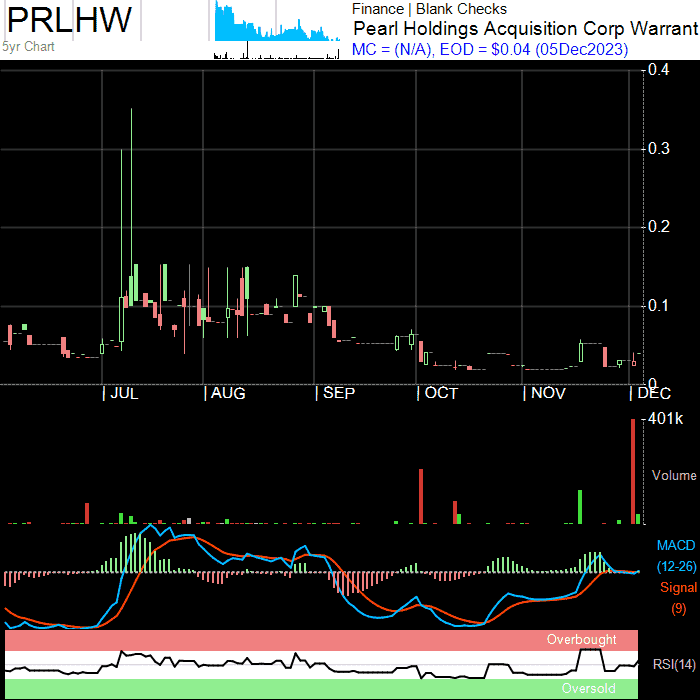 PRLHW
5yr Chart
Finance | Blank Checks
Pearl Holdings Acquisition Corp Warrant
MC = (N/A), EOD = $0.04 (05Dec2023)
0.4
0.3
0.2
0.1
0
JUL AUG SEP OCT NOV DEC
401k
Volume
MACD
(12-26)
Signal
(9)
Overbought
RSI(14)
Oversold